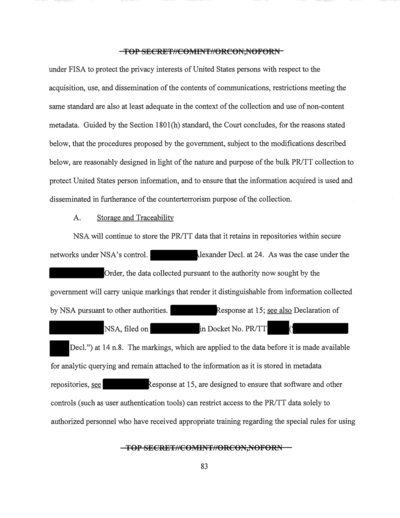 TOP SECRET//COMINT//ORCON,NOFORN
under FISA to protect the privacy interests of United States persons with respect to the
acquisition, use, and dissemination of the contents of communications, restrictions meeting the
same standard are also at least adequate in the context of the collection and use of non-content
metadata. Guided by the Section 1801(h) standard, the Court concludes, for the reasons stated
below, that the procedures proposed by the government, subject to the modifications described
below, are reasonably designed in light of the nature and purpose of the bulk PR/TT collection to
protect United States person information, and to ensure that the information acquired is used and
disseminated in furtherance of the counterterrorism purpose of the collection.
A. Storage and Traceability
NSA will continue to store the PR/TT data that it retains in repositories within secure
networks under NSA's control. Alexander Decl. at 24. As was the case under the
Order, the data collected pursuant to the authority now sought by the
government will carry unique markings that render it distinguishable from information collected
by NSA pursuant to other authorities. Response at 15; see also Declaration of
NSA, filed on in Docket No. PR/TT ("
Decl.") at 14 n.8. The markings, which are applied to the data before it is made available
for analytic querying and remain attached to the information as it is stored in metadata
repositories, see Response at 15, are designed to ensure that software and other
controls (such as user authentication tools) can restrict access to the PR/TT data solely to
authorized personnel who have received appropriate training regarding the special rules for using
TOP SECRET//COMINT//ORCON,NOFORN
83